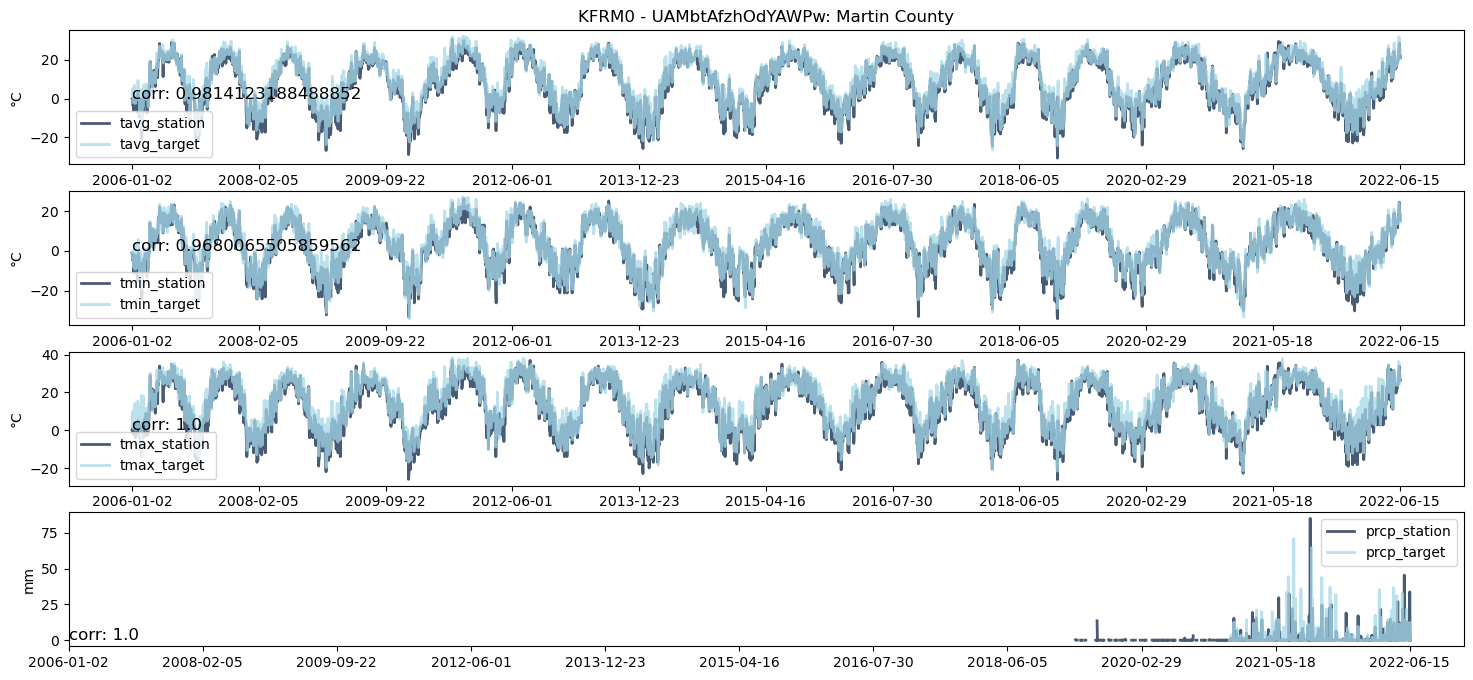 KFRM0 - UAMbtAfzhOdYAWPw: Martin County
20
0
−20
°C
corr: 0.9814123188488852
tavg_station
tavg_target
2006-01-02 2008-02-05 2009-09-22 2012-06-01 2013-12-23 2015-04-16 2016-07-30 2018-06-05 2020-02-29 2021-05-18 2022-06-15
20
0
−20
°C
corr: 0.9680065505859562
tmin_station
tmin_target
2006-01-02 2008-02-05 2009-09-22 2012-06-01 2013-12-23 2015-04-16 2016-07-30 2018-06-05 2020-02-29 2021-05-18 2022-06-15
40
20
0
−20
°C
corr: 1.0
tmax_station
tmax_target
2006-01-02 2008-02-05 2009-09-22 2012-06-01 2013-12-23 2015-04-16 2016-07-30 2018-06-05 2020-02-29 2021-05-18 2022-06-15
75
50
25
0
mm
prcp_station
prcp_target
corr: 1.0
2006-01-02 2008-02-05 2009-09-22 2012-06-01 2013-12-23 2015-04-16 2016-07-30 2018-06-05 2020-02-29 2021-05-18 2022-06-15